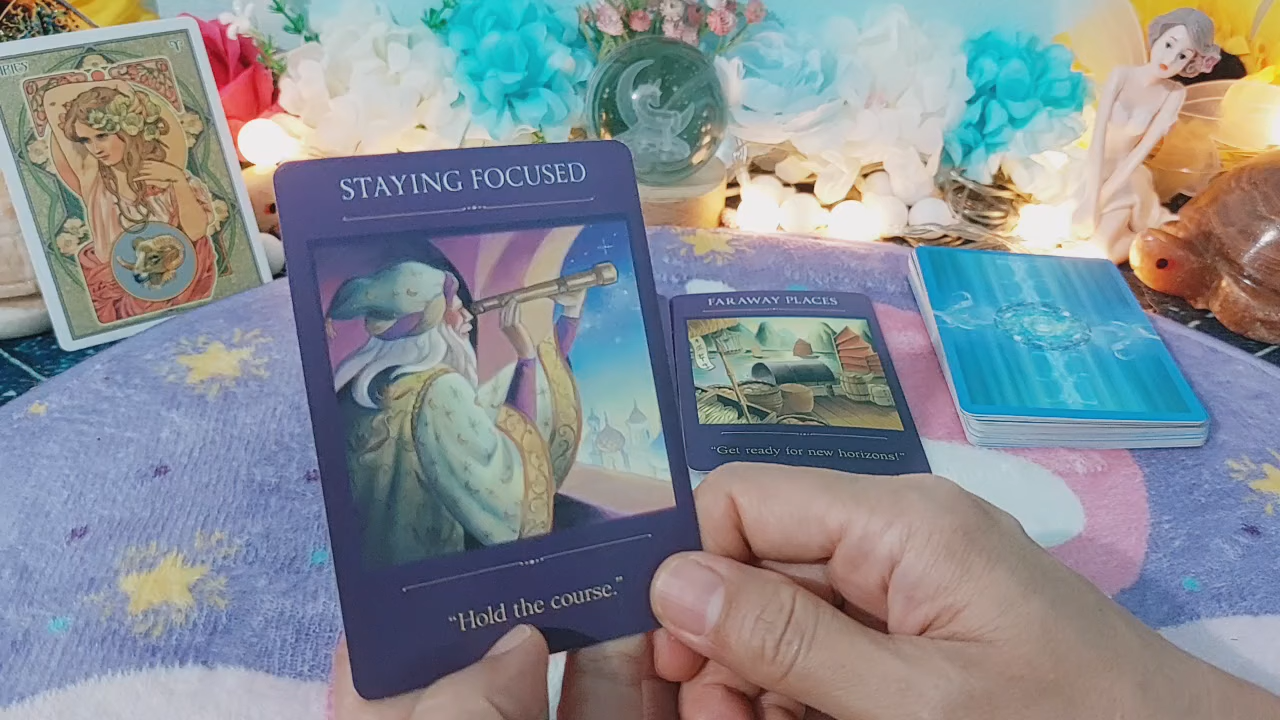 STAYING FOCUSED
"Hold the course."
FARAWAY PLACES
"Get ready for new horizons!"